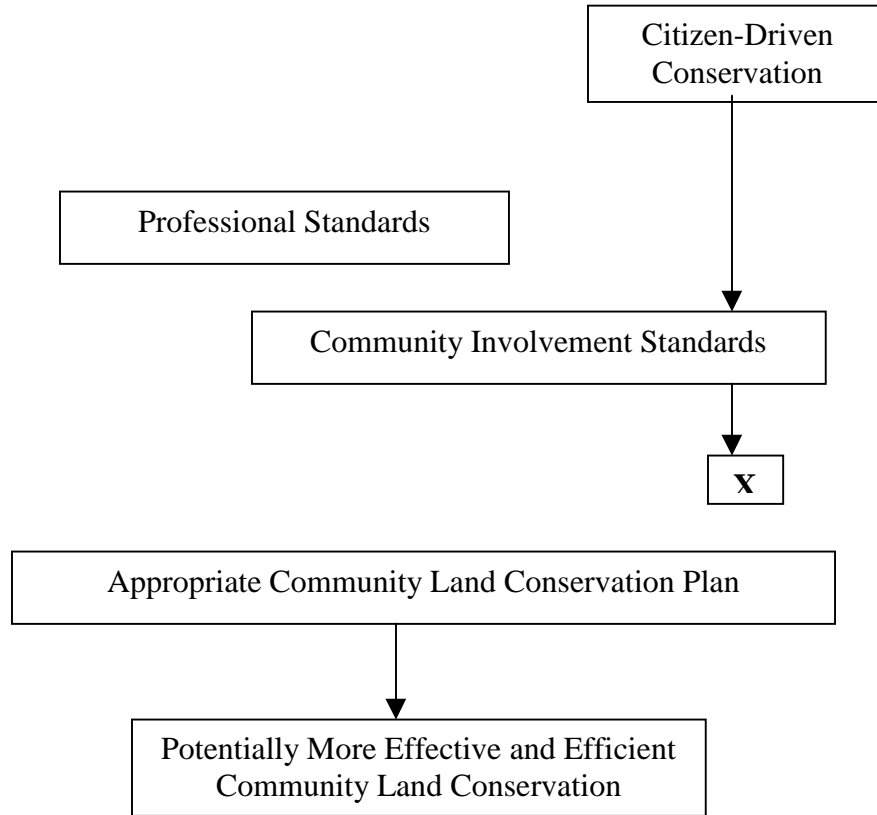 Citizen-Driven
Conservation
Professional Standards
Community Involvement Standards
x
Appropriate Community Land Conservation Plan
Potentially More Effective and Efficient
Community Land Conservation